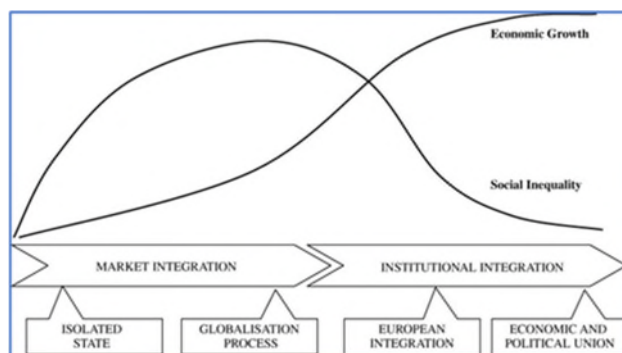 Economic Growth
Social Inequality
MARKET INTEGRATION
INSTITUTIONAL INTEGRATION
ISOLATED
STATE
GLOBALISATION
PROCESS
EUROPEAN
INTEGRATION
ECONOMIC AND
POLITICAL UNION